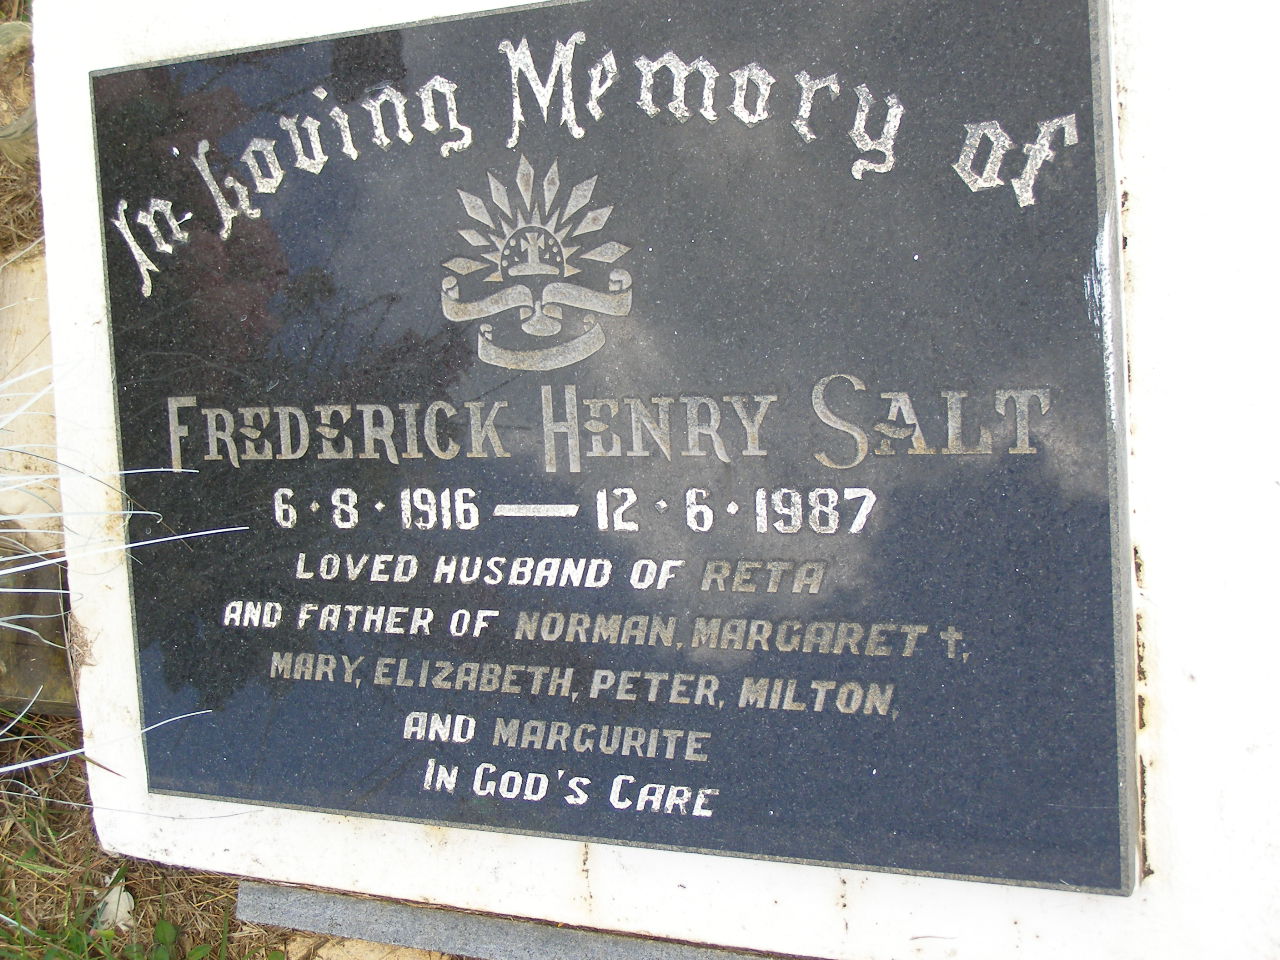 In Loving Memory of
FREDERICK HENRY SALT
6·8·1916 — 12·6·1987
LOVED HUSBAND OF RETA
AND FATHER OF NORMAN, MARGARET †,
MARY, ELIZABETH, PETER, MILTON,
AND MARGURITE
IN GOD'S CARE